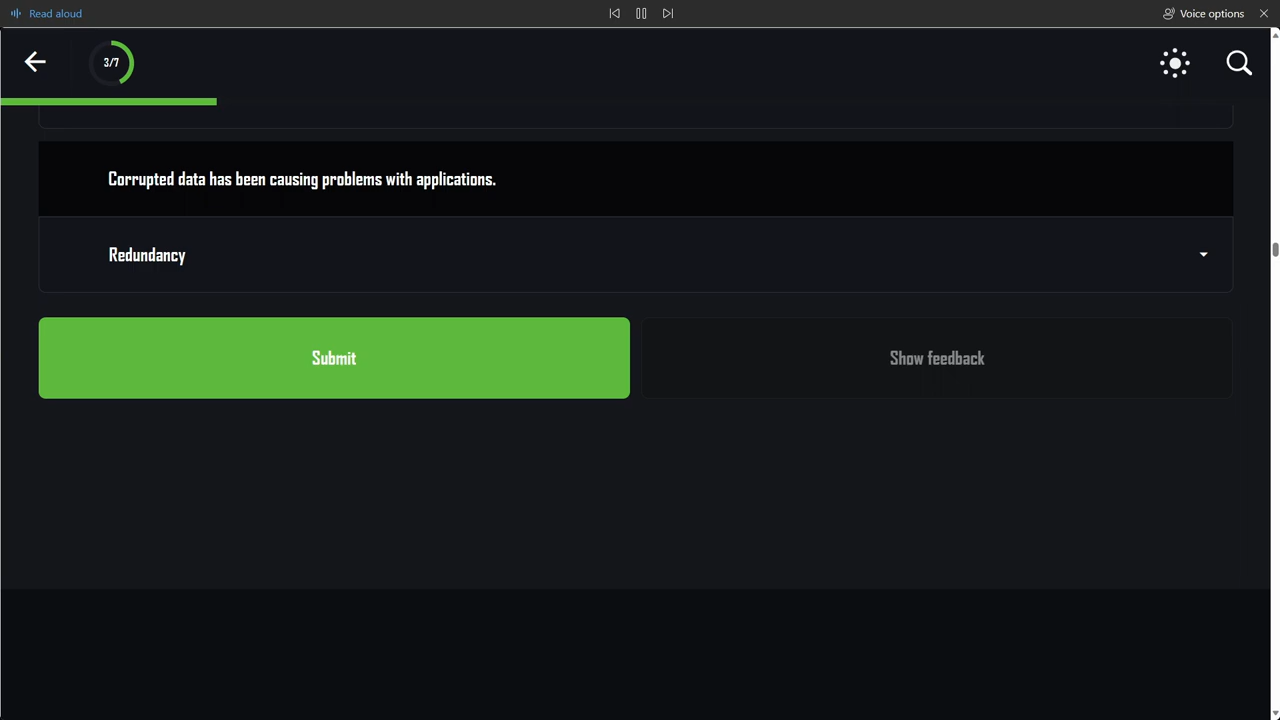 Read aloud
Voice options
3/7
Corrupted data has been causing problems with applications.
Redundancy
Submit
Show feedback